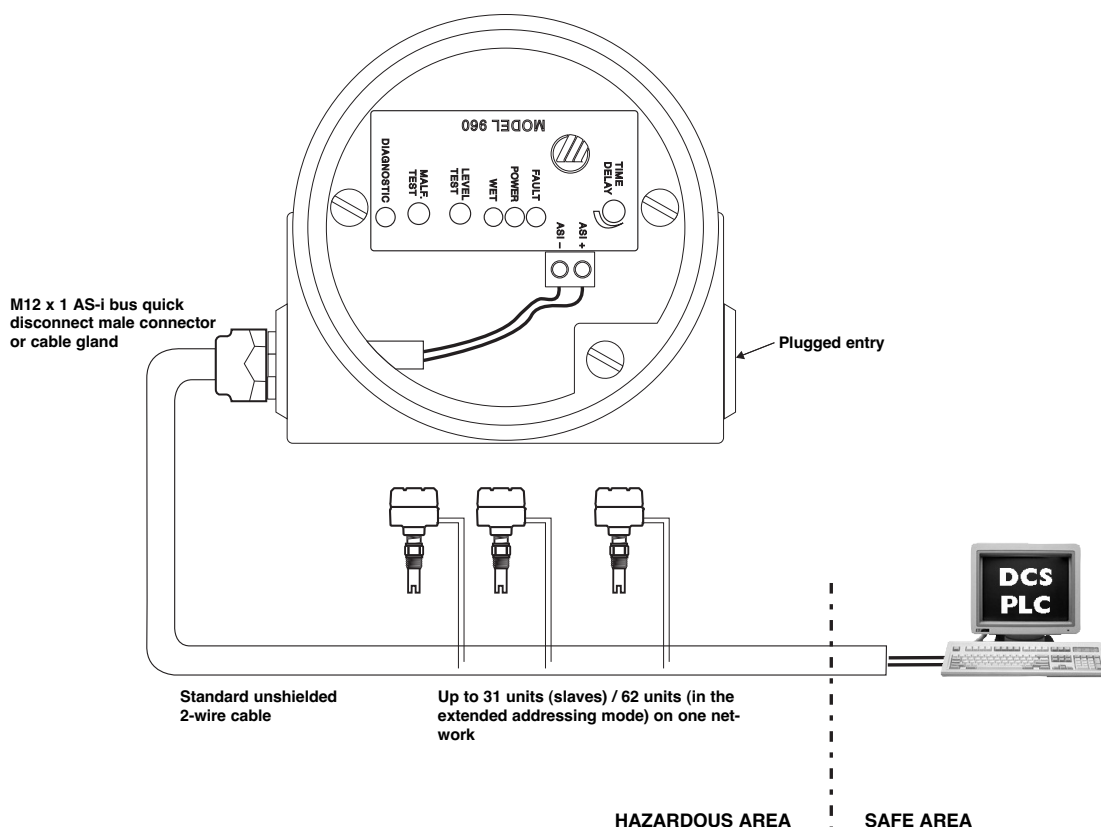 MODEL 960
DIAGNOSTIC
MALF.
TEST
LEVEL
TEST
WET
POWER
FAULT
TIME
DELAY
ASI -
ASI +
M12 x 1 AS-i bus quick
disconnect male connector
or cable gland
Plugged entry
DCS
PLC
Standard unshielded
2-wire cable
Up to 31 units (slaves) / 62 units (in the
extended addressing mode) on one net-
work
HAZARDOUS AREA
SAFE AREA